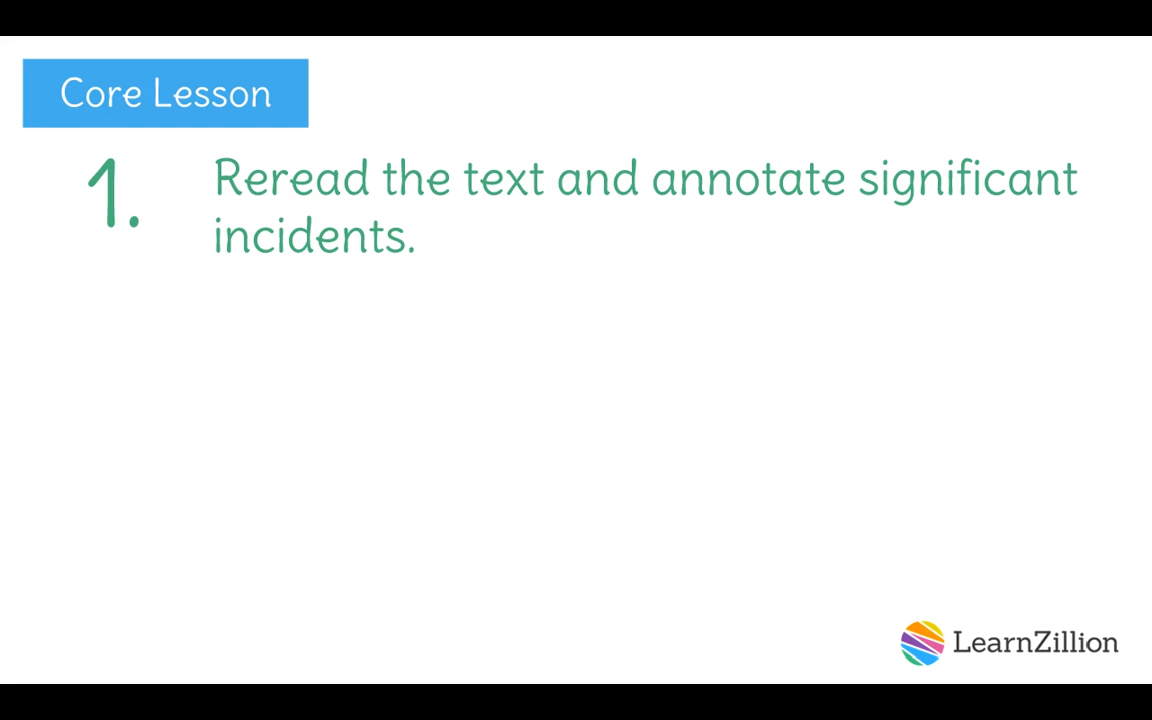 Core Lesson
1. Reread the text and annotate significant
incidents.
LearnZillion